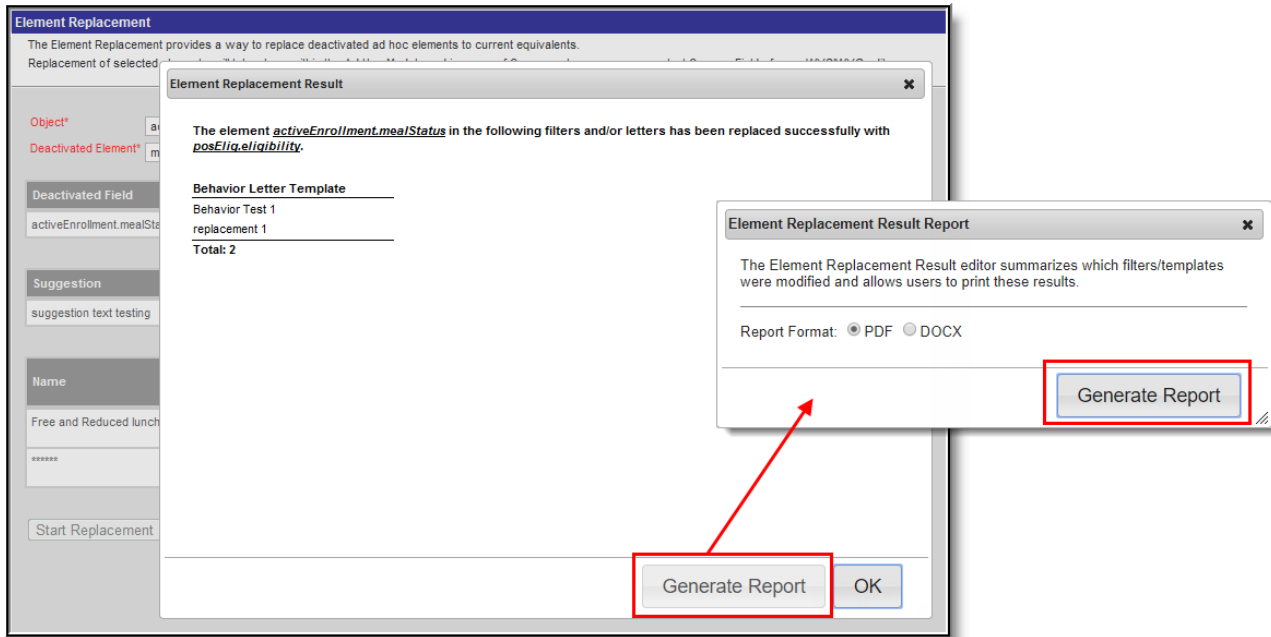 Element Replacement
The Element Replacement provides a way to replace deactivated ad hoc elements to current equivalents.
Replacement of selected
Element Replacement Result
Object*
Deactivated Element*
The element activeEnrollment.mealStatus in the following filters and/or letters has been replaced successfully with
posElig.eligibility.
Deactivated Field
activeEnrollment.mealSta
Behavior Letter Template
Behavior Test 1
replacement 1
Total: 2
Suggestion
suggestion text testing
Name
Free and Reduced lunch
******
Start Replacement
Generate Report
OK
Element Replacement Result Report
The Element Replacement Result editor summarizes which filters/templates
were modified and allows users to print these results.
Report Format: PDF DOCX
Generate Report